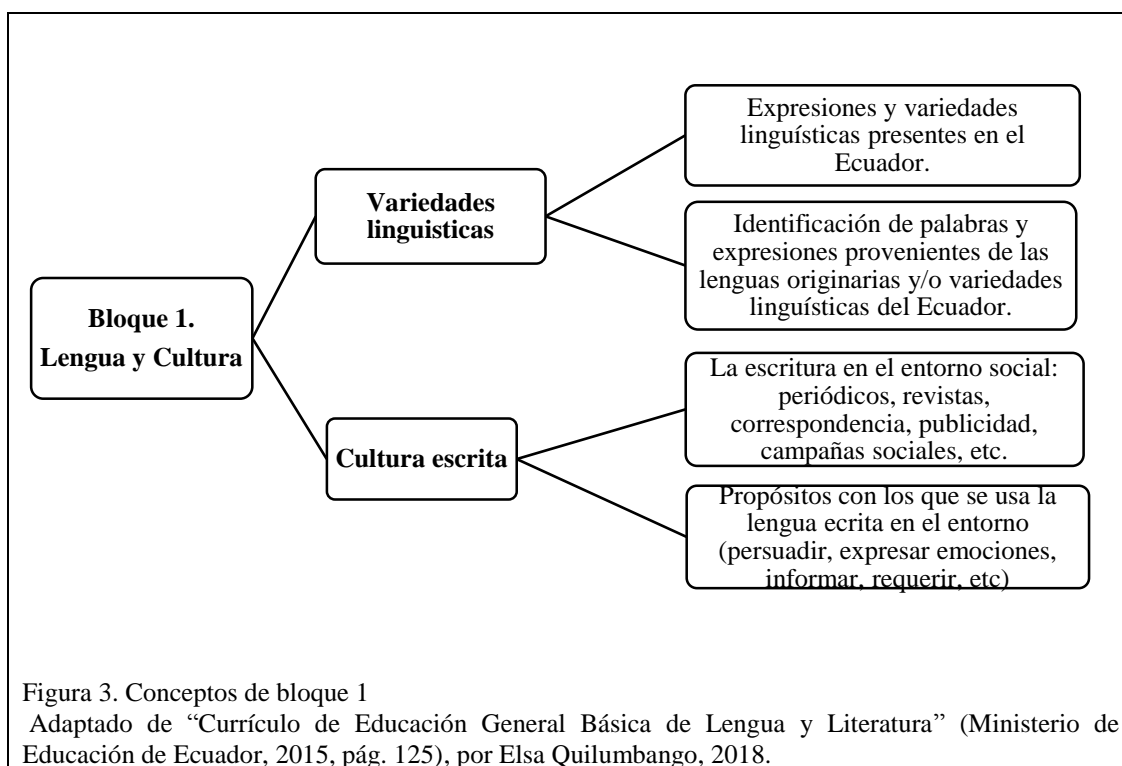 Bloque 1.
Lengua y Cultura
Variedades
linguisticas
Expresiones y variedades
linguísticas presentes en el
Ecuador.
Identificación de palabras y
expresiones provenientes de las
lenguas originarias y/o variedades
linguísticas del Ecuador.
Cultura escrita
La escritura en el entorno social:
periódicos, revistas,
correspondencia, publicidad,
campañas sociales, etc.
Propósitos con los que se usa la
lengua ecrita en el entorno
(persuadir, expresar emociones,
informar, requerir, etc)
Figura 3. Conceptos de bloque 1
Adaptado de “Currículo de Educación General Básica de Lengua y Literatura” (Ministerio de
Educación de Ecuador, 2015, pág. 125), por Elsa Quilumbango, 2018.